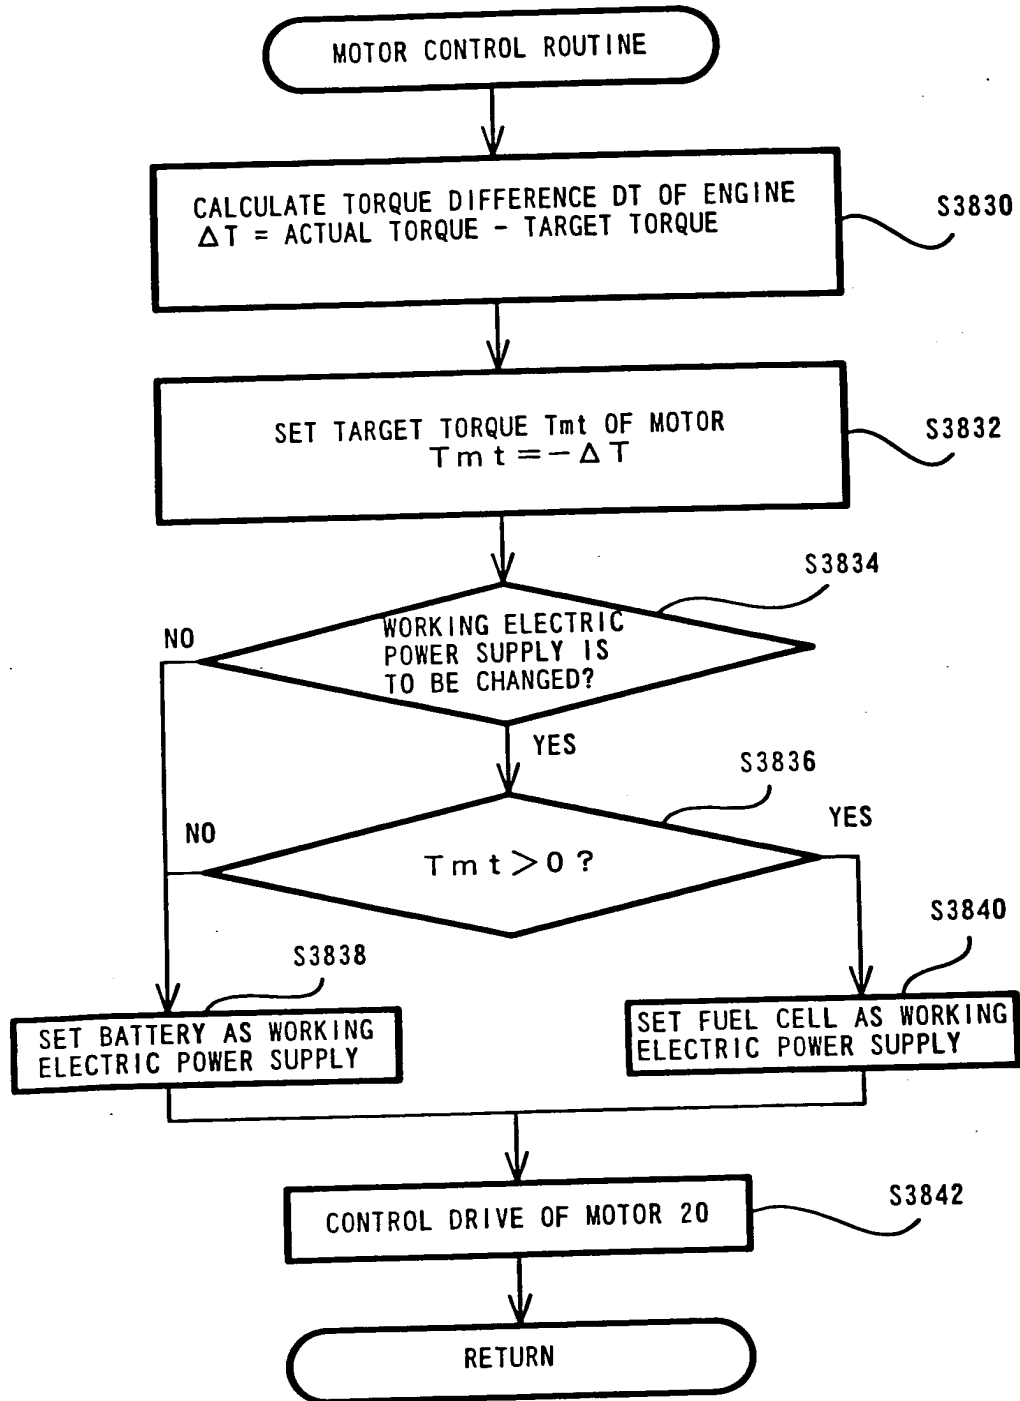 MOTOR CONTROL ROUTINE
CALCULATE TORQUE DIFFERENCE DT OF ENGINE
ΔT = ACTUAL TORQUE - TARGET TORQUE
S3830
SET TARGET TORQUE Tmt OF MOTOR
Tmt=-ΔT
S3832
S3834
NO
WORKING ELECTRIC
POWER SUPPLY IS
TO BE CHANGED?
YES
S3836
NO
YES
Tmt>0?
S3840
S3838
SET BATTERY AS WORKING
ELECTRIC POWER SUPPLY
SET FUEL CELL AS WORKING
ELECTRIC POWER SUPPLY
S3842
CONTROL DRIVE OF MOTOR 20
RETURN